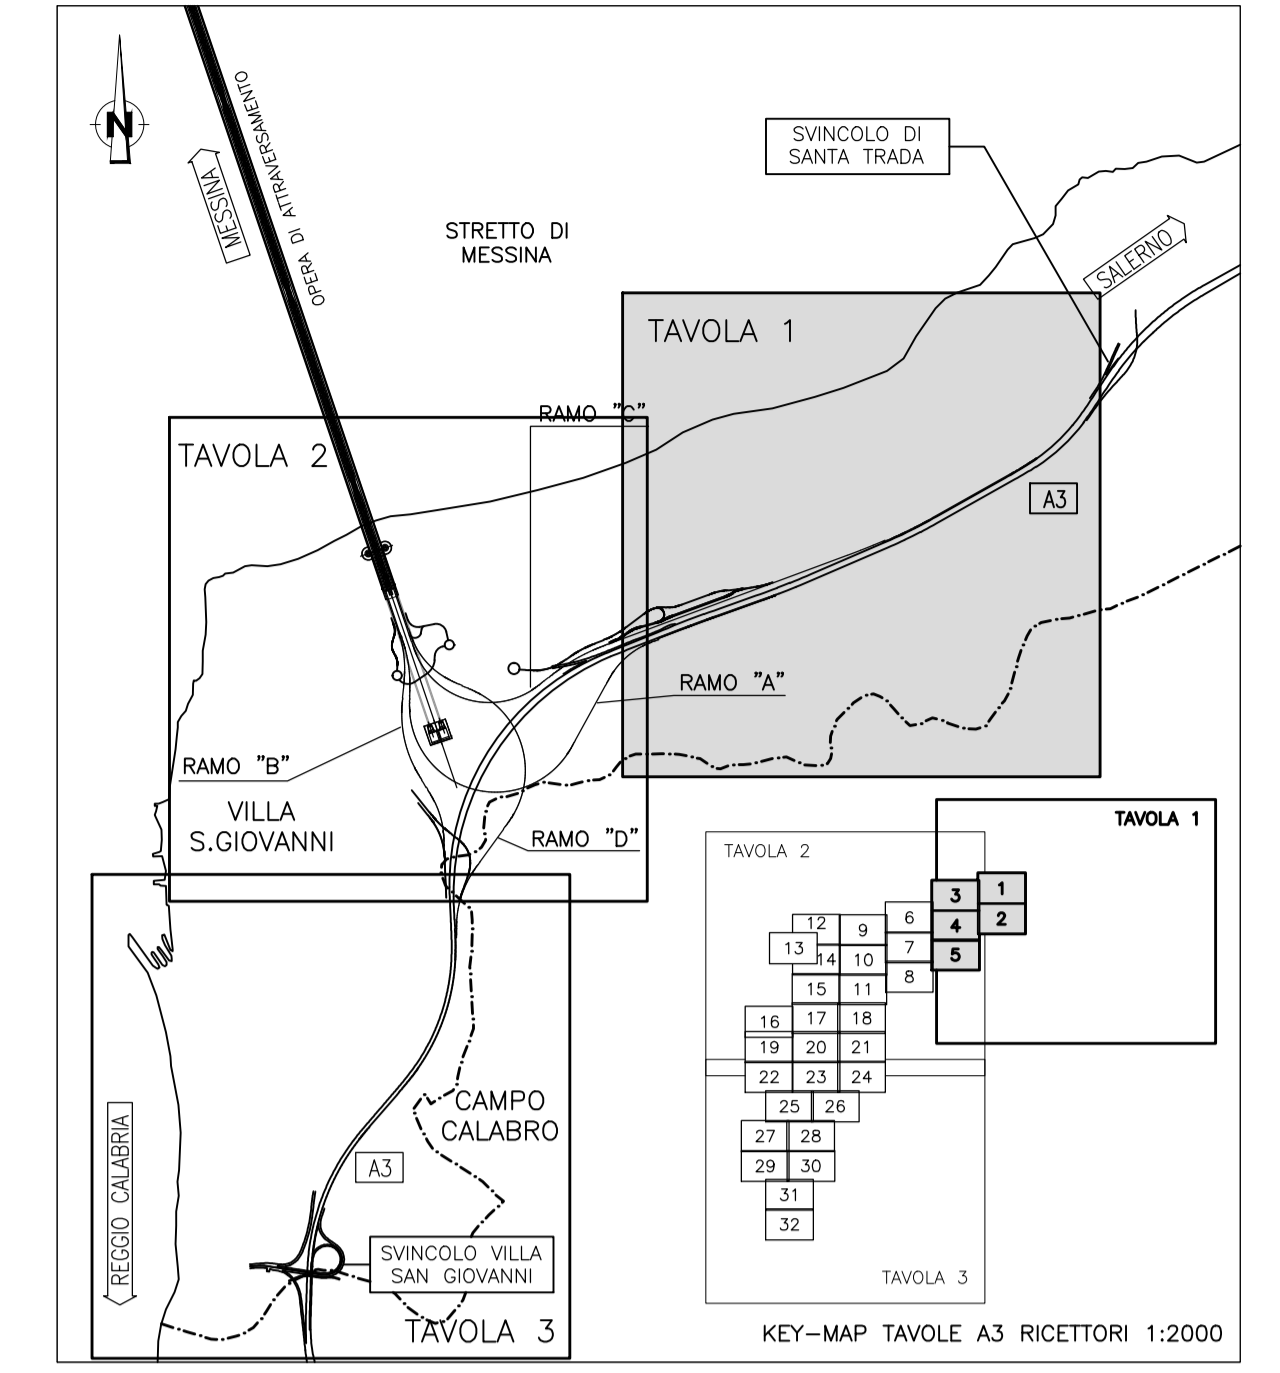 N
MESSINA
OPERA DI ATTRAVERSAMENTO
STRETTO DI
MESSINA
SVINCOLO DI
SANTA TRADA
SALERNO
TAVOLA 1
RAMO "C"
TAVOLA 2
A3
RAMO "A"
RAMO "B"
VILLA
S.GIOVANNI
RAMO "D"
CAMPO
CALABRO
A3
REGGIO CALABRIA
SVINCOLO VILLA
SAN GIOVANNI
TAVOLA 3
TAVOLA 1
TAVOLA 2
3 1
4 2
5
12 9 6
13 14 10 7
15 11 8
16 17 18
19 20 21
22 23 24
25 26
27 28
29 30
31
32
TAVOLA 3
KEY-MAP TAVOLE A3 RICETTORI 1:2000